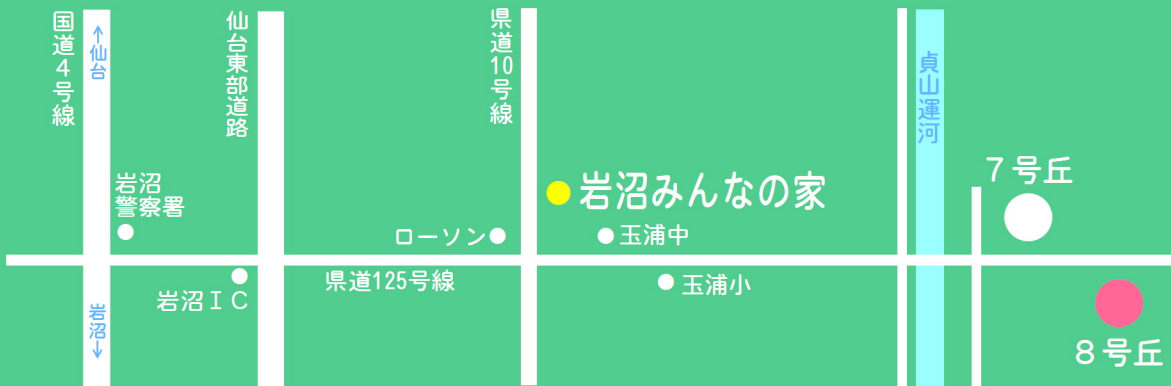 国道4号線
↑仙台
仙台東部道路
県道10号線
貞山運河
7号丘
岩沼
警察署
岩沼みんなの家
ローソン
玉浦中
岩沼IC
県道125号線
玉浦小
岩沼↓
8号丘